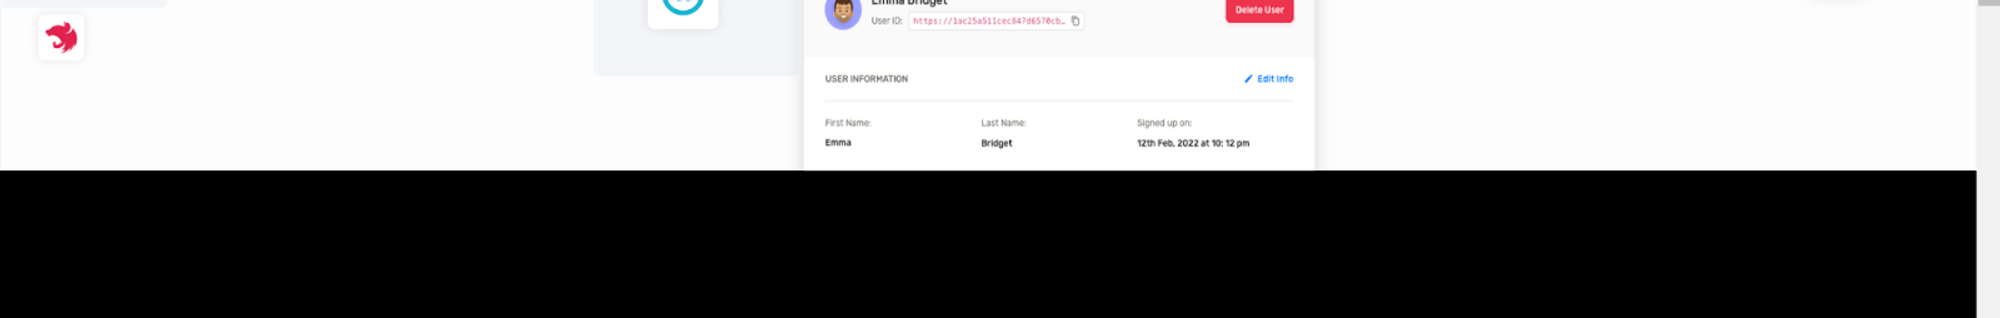 Emma Bridget
Delete User
User ID: https://1ac25a511cec847d6570cb…
USER INFORMATION
Edit Info
First Name: Last Name: Signed up on:
Emma Bridget 12th Feb, 2022 at 10: 12 pm